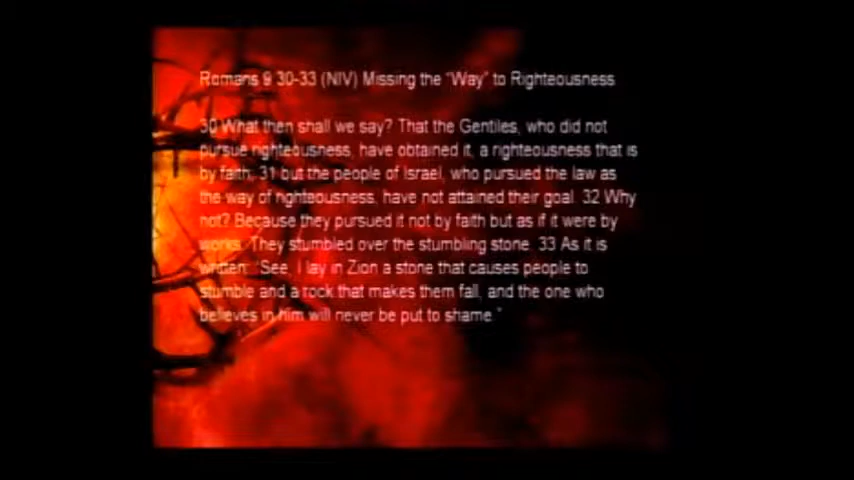 Romans 9 30-33 (NIV) Missing the "Way" to Righteousness
30 What then shall we say? That the Gentiles, who did not
pursue righteousness, have obtained it, a righteousness that is
by faith. 31 but the people of Israel, who pursued the law as
the way of righteousness, have not attained their goal. 32 Why
not? Because they pursued it not by faith but as if it were by
works. They stumbled over the stumbling stone. 33 As it is
written: "See, I lay in Zion a stone that causes people to
stumble and a rock that makes them fall, and the one who
believes in him will never be put to shame."